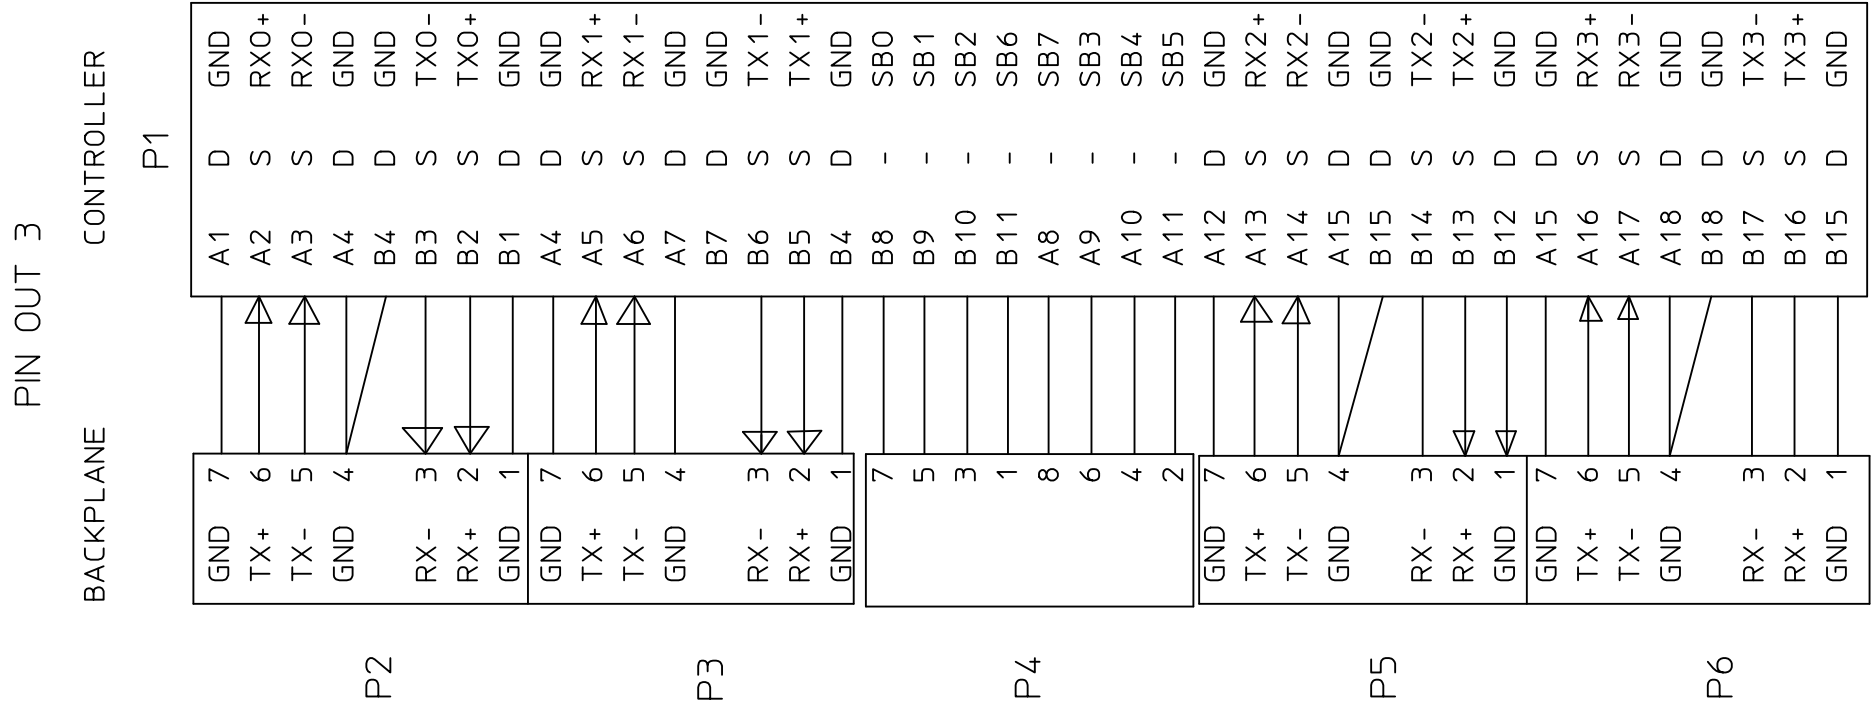 PIN OUT 3
BACKPLANE CONTROLLER
P1
GND 7 A1 D GND
TX+ 6 A2 S RX0+
TX- 5 A3 S RX0-
GND 4 A4 D GND
P2 B4 D GND
RX- 3 B3 S TX0-
RX+ 2 B2 S TX0+
GND 1 B1 D GND
GND 7 A4 D GND
TX+ 6 A5 S RX1+
TX- 5 A6 S RX1-
GND 4 A7 D GND
P3 B7 D GND
RX- 3 B6 S TX1-
RX+ 2 B5 S TX1+
GND 1 B4 D GND
7 B8 - SB0
5 B9 - SB1
3 B10 - SB2
1 B11 - SB6
P4
8 A8 - SB7
6 A9 - SB3
4 A10 - SB4
2 A11 - SB5
GND 7 A12 D GND
TX+ 6 A13 S RX2+
TX- 5 A14 S RX2-
GND 4 A15 D GND
P5 B15 D GND
RX- 3 B14 S TX2-
RX+ 2 B13 S TX2+
GND 1 B12 D GND
GND 7 A15 D GND
TX+ 6 A16 S RX3+
TX- 5 A17 S RX3-
GND 4 A18 D GND
P6 B18 D GND
RX- 3 B17 S TX3-
RX+ 2 B16 S TX3+
GND 1 B15 D GND